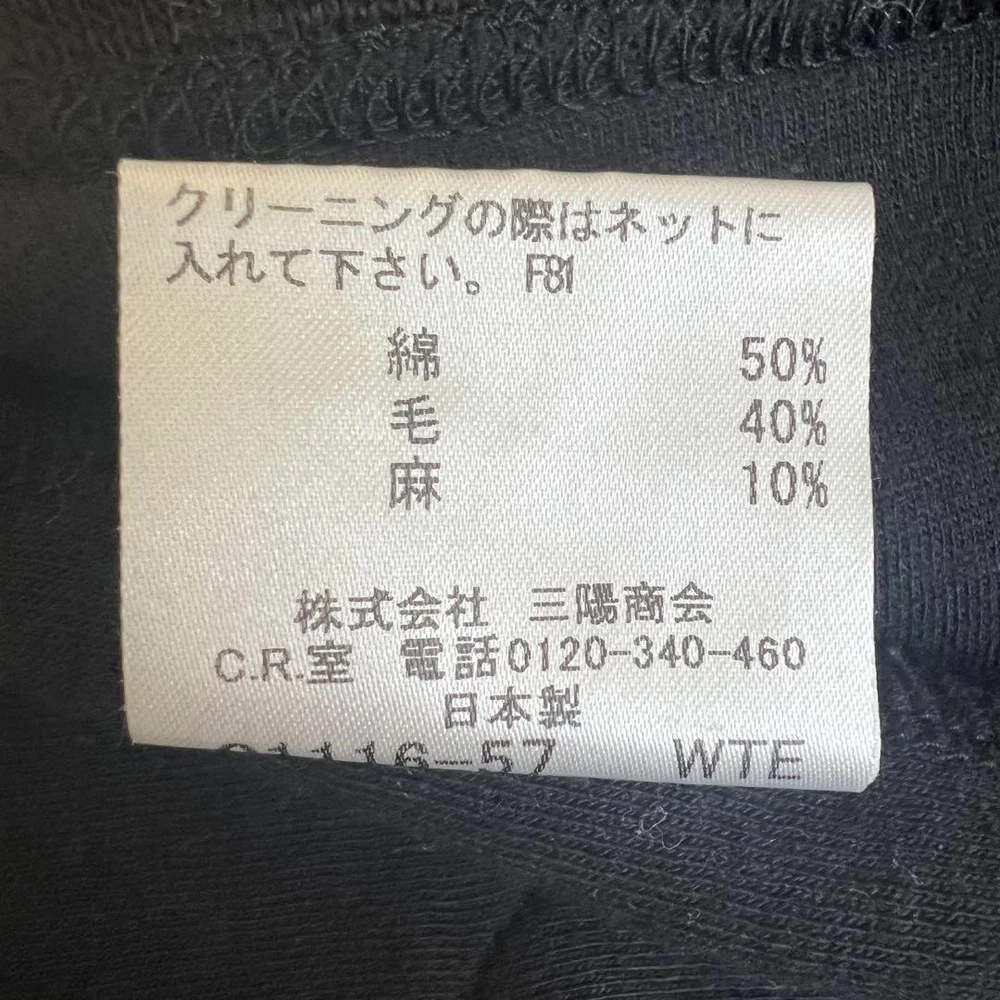 クリーニングの際はネットに
入れて下さい。 F81
綿 50%
毛 40%
麻 10%
株式会社 三陽商会
C.R.室 電話0120-340-460
日本製
WTE